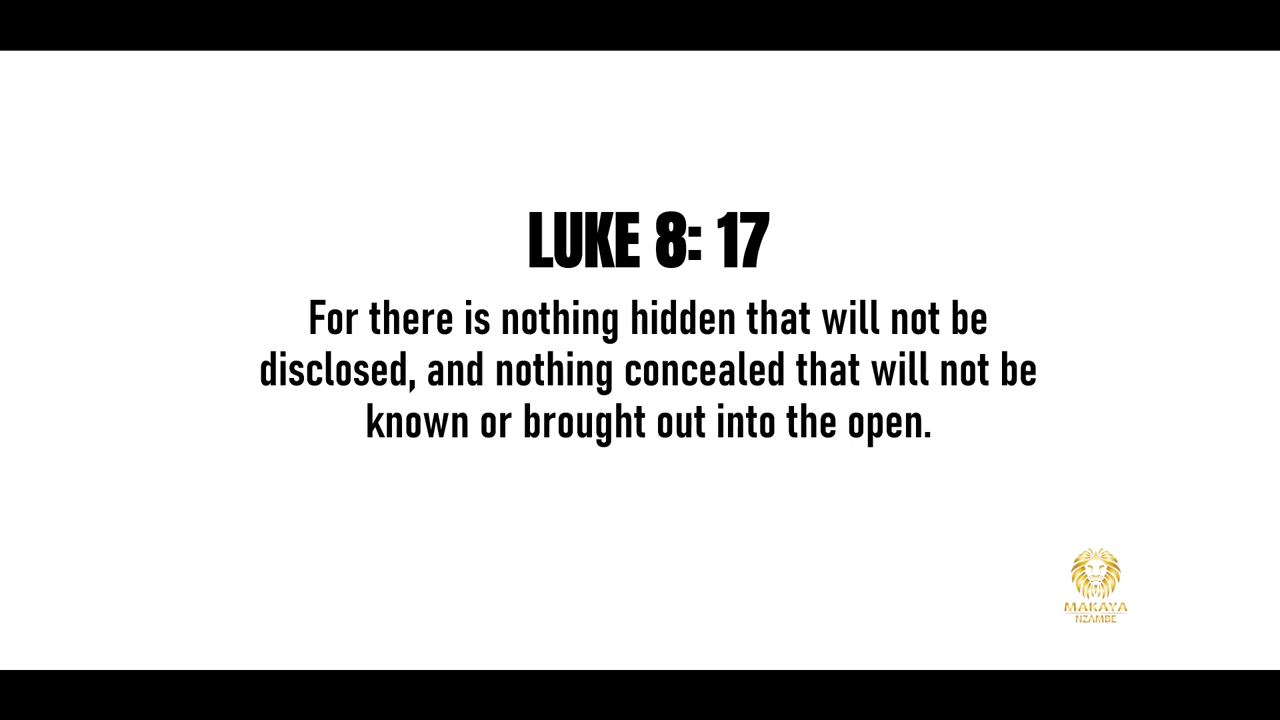 LUKE 8: 17
For there is nothing hidden that will not be
disclosed, and nothing concealed that will not be
known or brought out into the open.
MAKAYA
NZAMBE